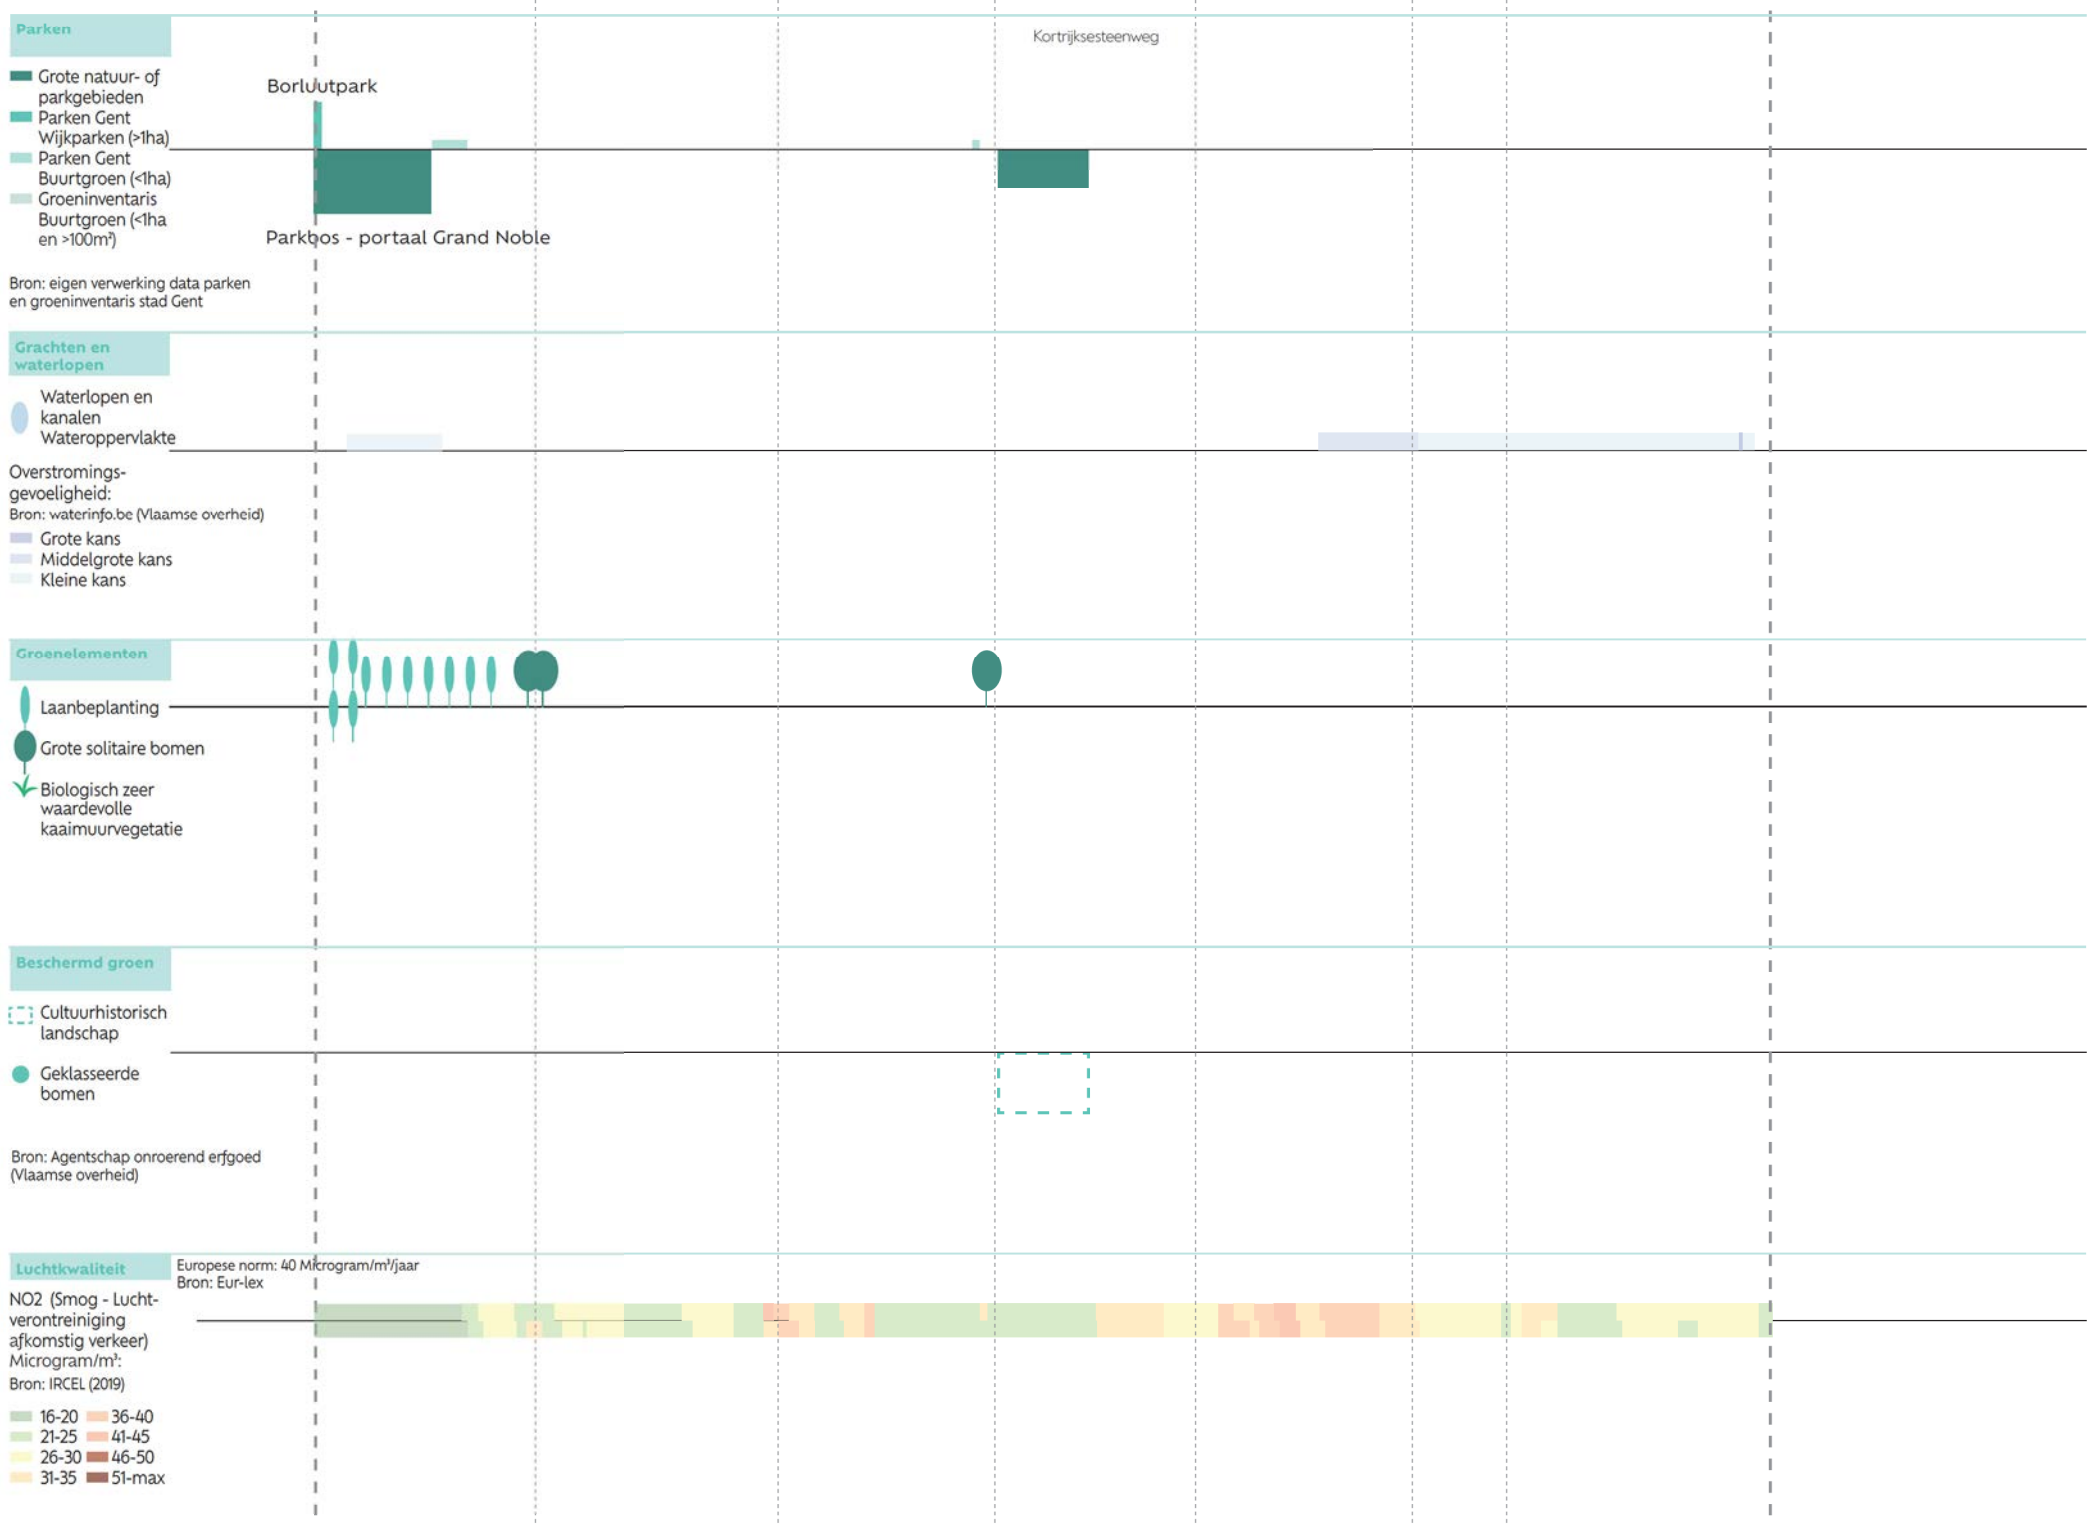 Parken
Kortrijksesteenweg
Grote natuur- of
parkgebieden
Parken Gent
Wijkparken (>1ha)
Parken Gent
Buurtgroen (<1ha)
Groeninventaris
Buurtgroen (<1ha
en >100m²)
Borluutpark
Parkbos - portaal Grand Noble
Bron: eigen verwerking data parken
en groeninventaris stad Gent
Grachten en
waterlopen
Waterlopen en
kanalen
Wateroppervlakte
Overstromings-
gevoeligheid:
Bron: waterinfo.be (Vlaamse overheid)
Grote kans
Middelgrote kans
Kleine kans
Groenelementen
Laanbeplanting
Grote solitaire bomen
Biologisch zeer
waardevolle
kaaimuurvegetatie
Beschermd groen
Cultuurhistorisch
landschap
Geklasseerde
bomen
Bron: Agentschap onroerend erfgoed
(Vlaamse overheid)
Luchtkwaliteit
Europese norm: 40 Microgram/m³/jaar
Bron: Eur-lex
NO2 (Smog - Lucht-
verontreiniging
afkomstig verkeer)
Microgram/m³:
Bron: IRCEL (2019)
16-20 36-40
21-25 41-45
26-30 46-50
31-35 51-max